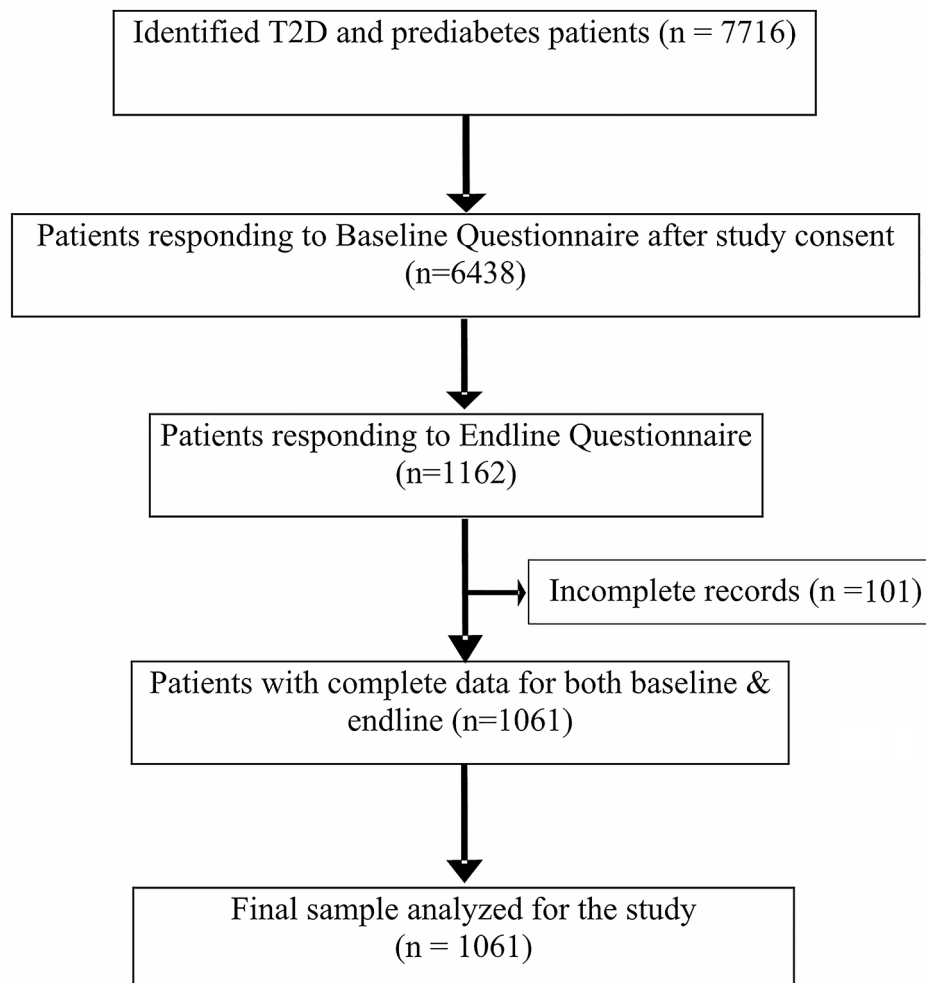 Identified T2D and prediabetes patients (n = 7716)
Patients responding to Baseline Questionnaire after study consent
(n=6438)
Patients responding to Endline Questionnaire
(n=1162)
Incomplete records (n =101)
Patients with complete data for both baseline &
endline (n=1061)
Final sample analyzed for the study
(n = 1061)